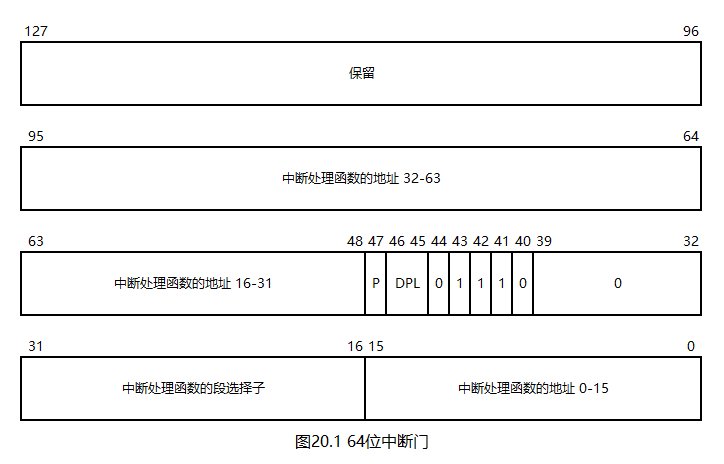 127 96
保留
95 64
中断处理函数的地址 32-63
63 48 47 46 45 44 43 42 41 40 39 32
中断处理函数的地址 16-31 P DPL 0 1 1 1 0 0
31 16 15 0
中断处理函数的段选择子 中断处理函数的地址 0-15
图20.1 64位中断门